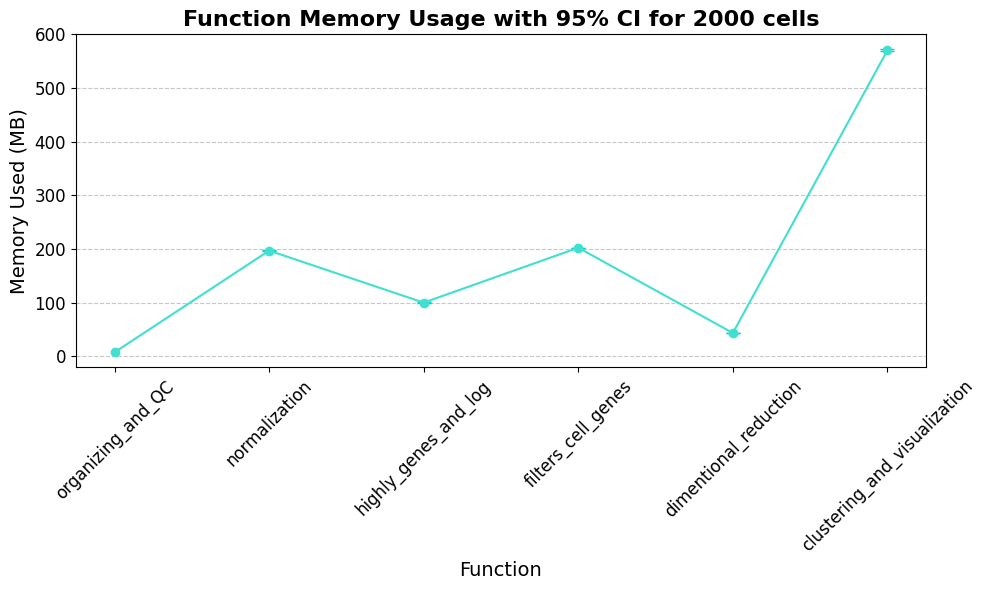 Function Memory Usage with 95% CI for 2000 cells
Memory Used (MB)
600
500
400
300
200
100
0
organizing_and_QC
normalization
highly_genes_and_log
filters_cell_genes
dimentional_reduction
clustering_and_visualization
Function